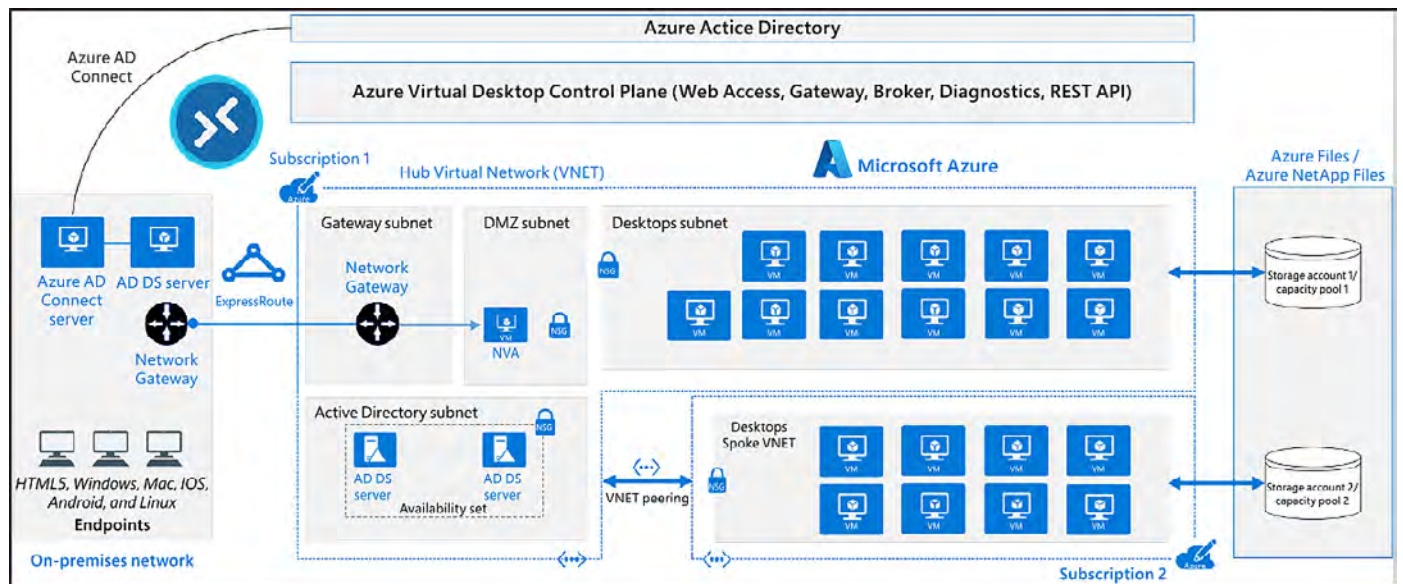 Azure Actice Directory
Azure AD
Connect
Azure Virtual Desktop Control Plane (Web Access, Gateway, Broker, Diagnostics, REST API)
Subscription 1
Azure
Hub Virtual Network (VNET)
Microsoft Azure
Azure Files /
Azure NetApp Files
Gateway subnet
DMZ subnet
Desktops subnet
Azure AD
Connect
server
AD DS server
ExpressRoute
Network
Gateway
Network
Gateway
NSG
VM
NVA
NSG
VM
VM
VM
VM
VM
VM
VM
VM
VM
VM
VM
Storage account 1/
capacity pool 1
Active Directory subnet
NSG
AD DS
server
AD DS
server
Availability set
VNET peering
Desktops
Spoke VNET
NSG
VM
VM
VM
VM
VM
VM
VM
VM
Storage account 2/
capacity pool 2
HTML5, Windows, Mac, IOS,
Android, and Linux
Endpoints
On-premises network
Azure
Subscription 2